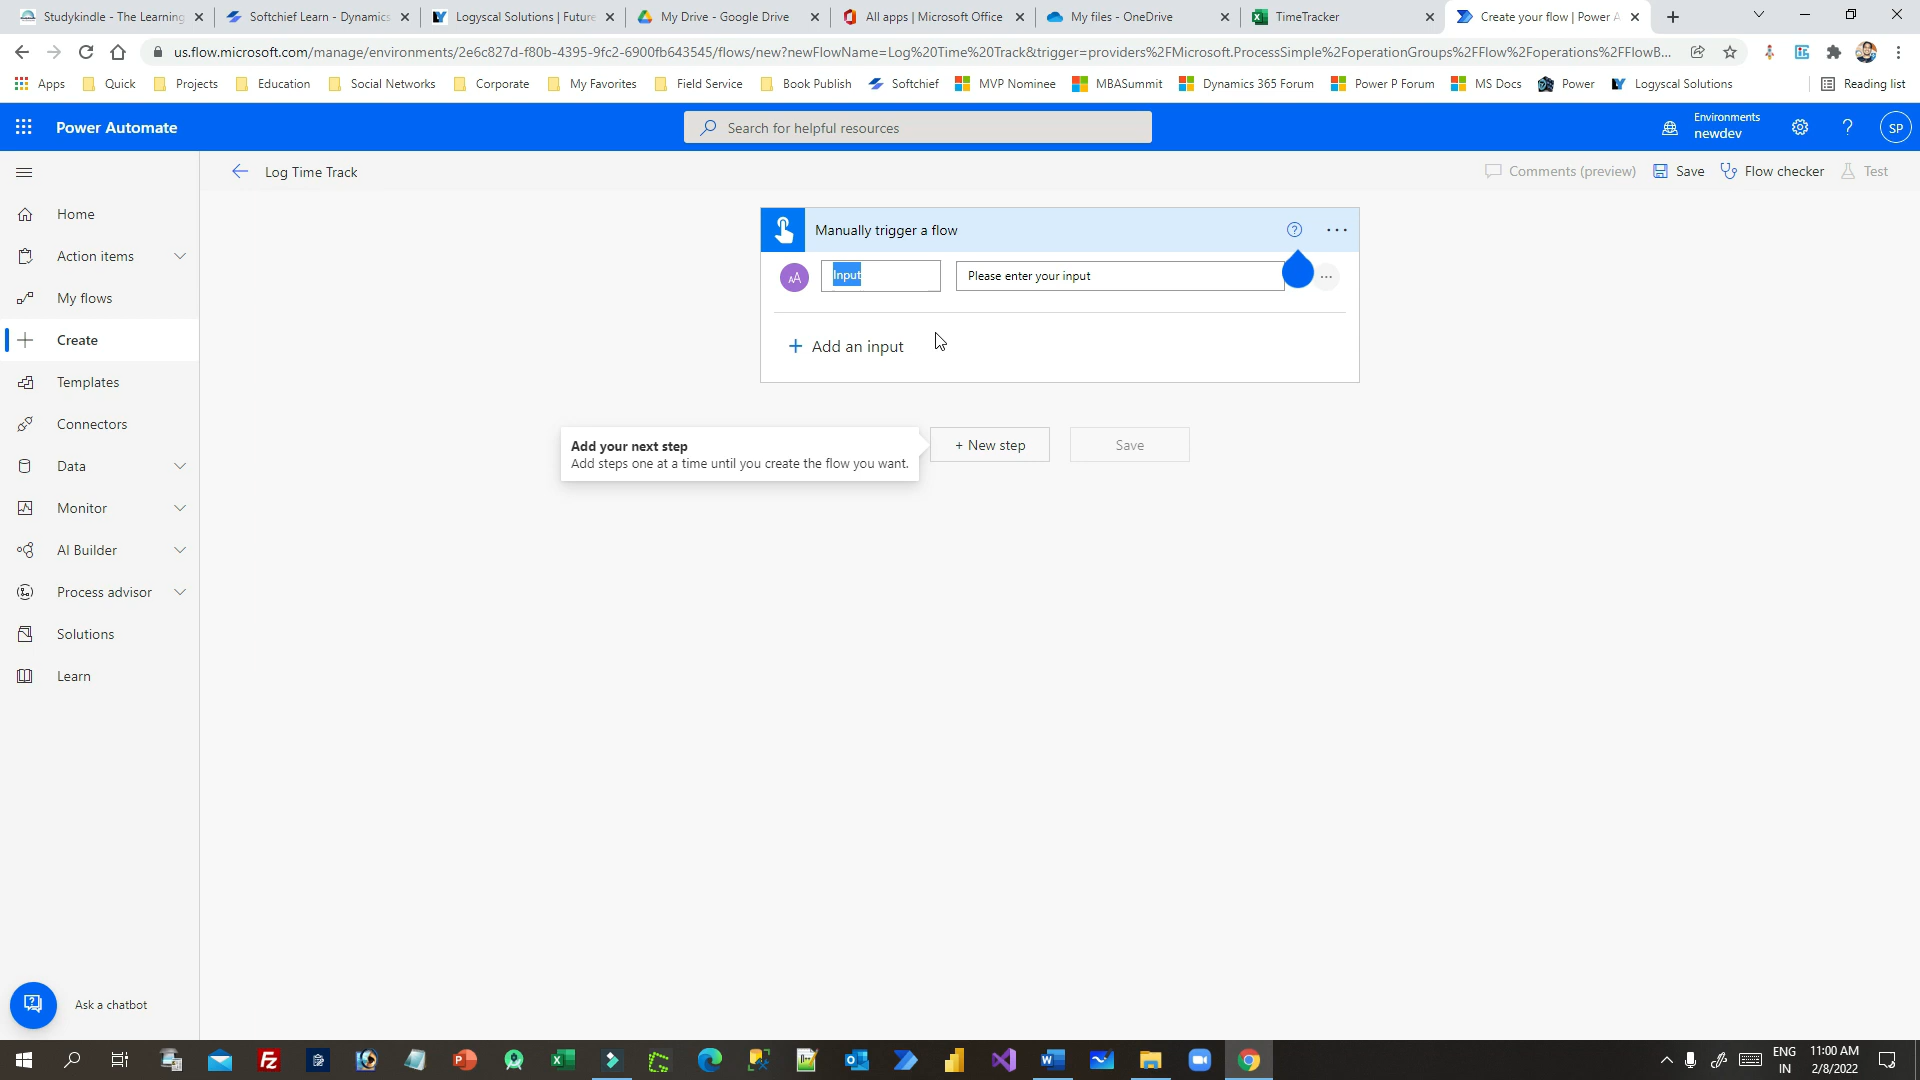 Studykindle - The Learning
Softchief Learn - Dynamics
Logyscal Solutions | Future
My Drive - Google Drive
All apps | Microsoft Office
My files - OneDrive
TimeTracker
Create your flow | Power A
us.flow.microsoft.com/manage/environments/2e6c827d-f80b-4395-9fc2-6900fb643545/flows/new?newFlowName=Log%20Time%20Track&trigger=providers%2FMicrosoft.ProcessSimple%2FoperationGroups%2FFlow%2Foperations%2FFlowB...
Apps
Quick
Projects
Education
Social Networks
Corporate
My Favorites
Field Service
Book Publish
Softchief
MVP Nominee
MBASummit
Dynamics 365 Forum
Power P Forum
MS Docs
Power
Logyscal Solutions
Reading list
Power Automate
Search for helpful resources
Environments
newdev
SP
Log Time Track
Comments (preview)
Save
Flow checker
Test
Home
Action items
My flows
Create
Templates
Connectors
Data
Monitor
AI Builder
Process advisor
Solutions
Learn
Manually trigger a flow
AA
Input
Please enter your input
Add an input
Add your next step
Add steps one at a time until you create the flow you want.
+ New step
Save
Ask a chatbot
ENG
IN
11:00 AM
2/8/2022